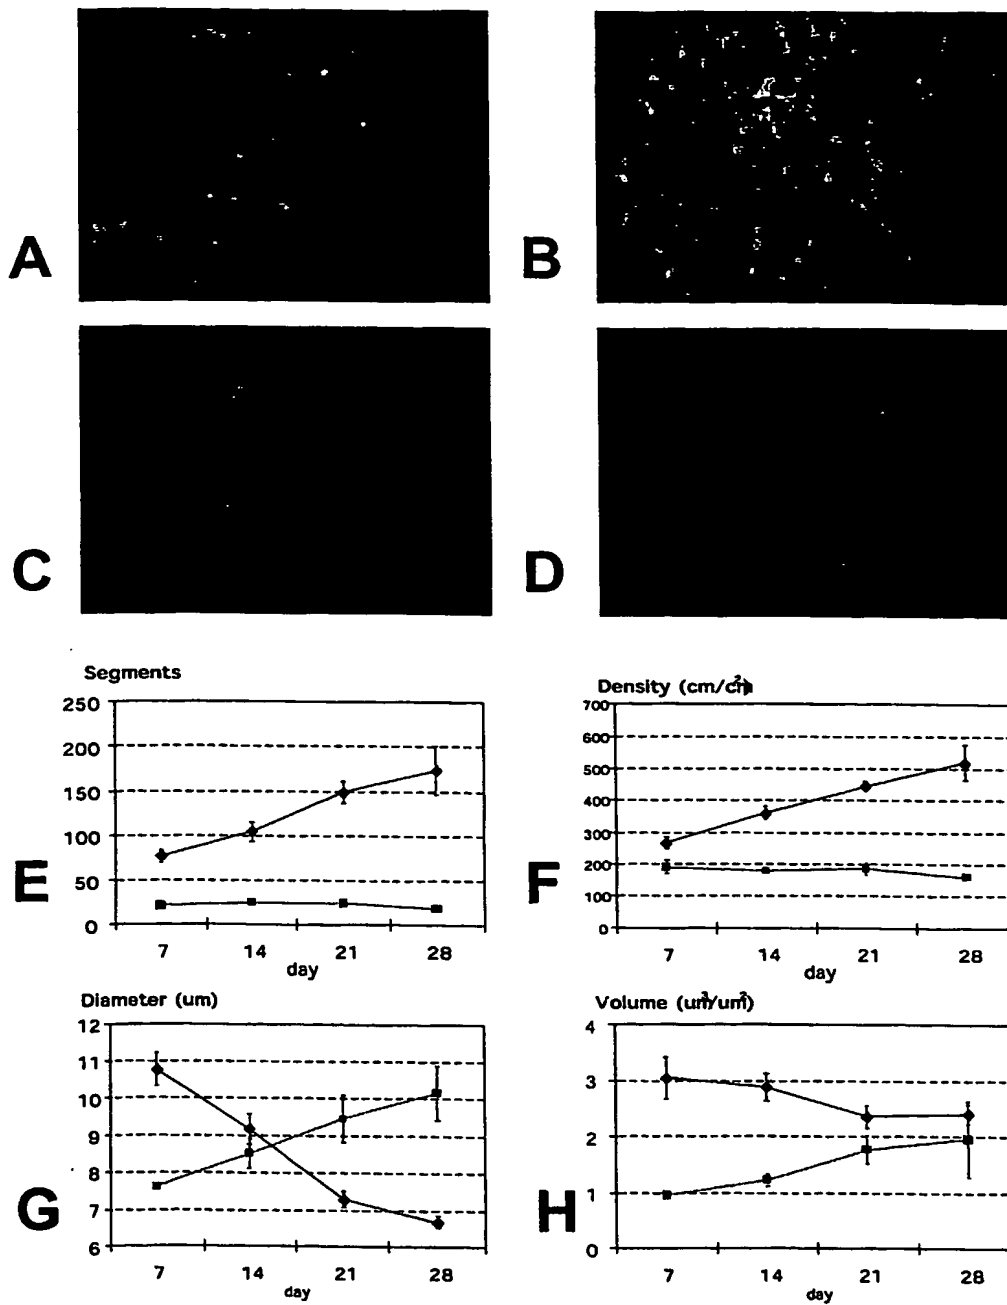 A
B
C
D
Segments
250
200
150
100
50
0
7 14 21 28
day
E
Density (cm/cm²)
700
600
500
400
300
200
100
0
7 14 21 28
day
F
Diameter (um)
12
11
10
9
8
7
6
7 14 21 28
day
G
Volume (um³/um²)
4
3
2
1
0
7 14 21 28
day
H